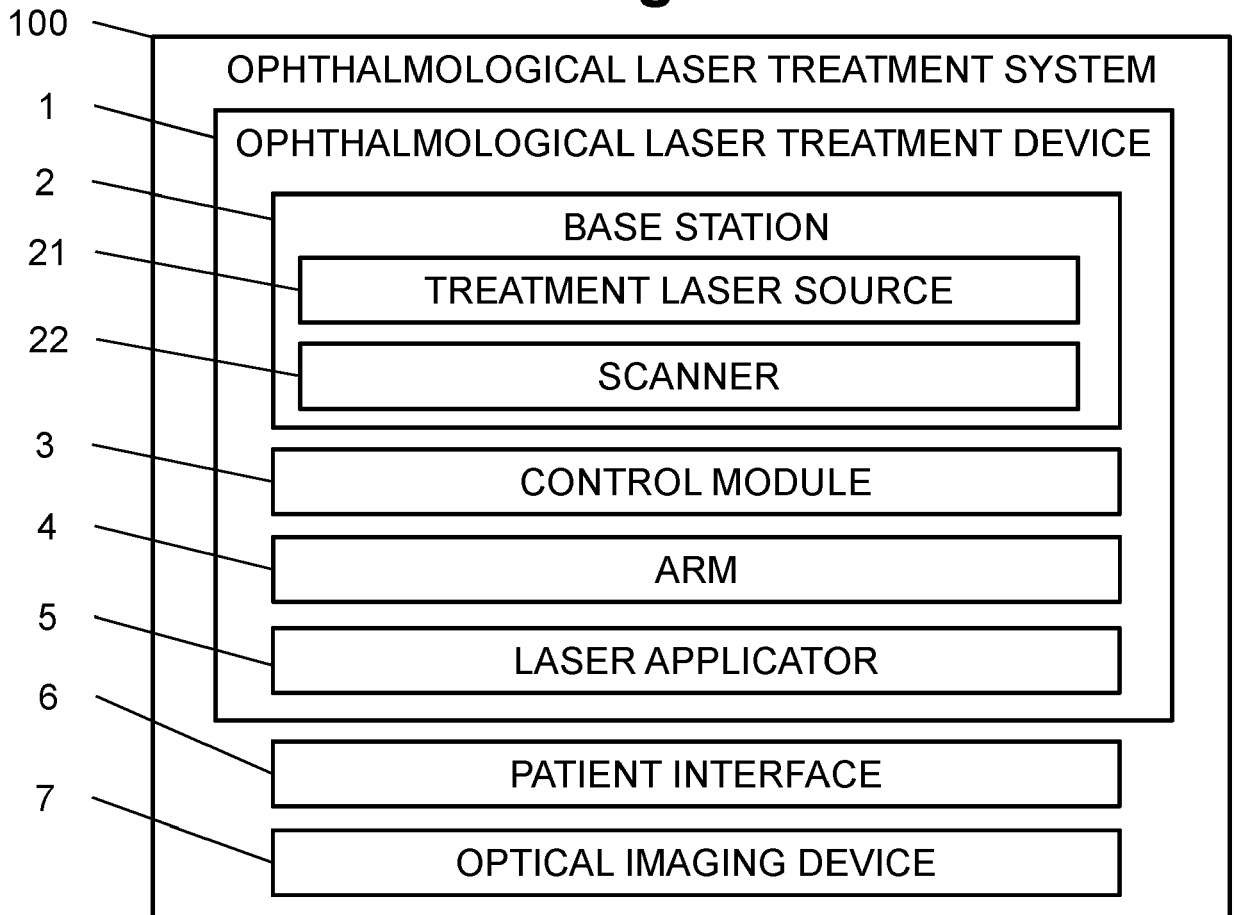 100
OPHTHALMOLOGICAL LASER TREATMENT SYSTEM
1
OPHTHALMOLOGICAL LASER TREATMENT DEVICE
2
BASE STATION
21
TREATMENT LASER SOURCE
22
SCANNER
3
CONTROL MODULE
4
ARM
5
LASER APPLICATOR
6
PATIENT INTERFACE
7
OPTICAL IMAGING DEVICE